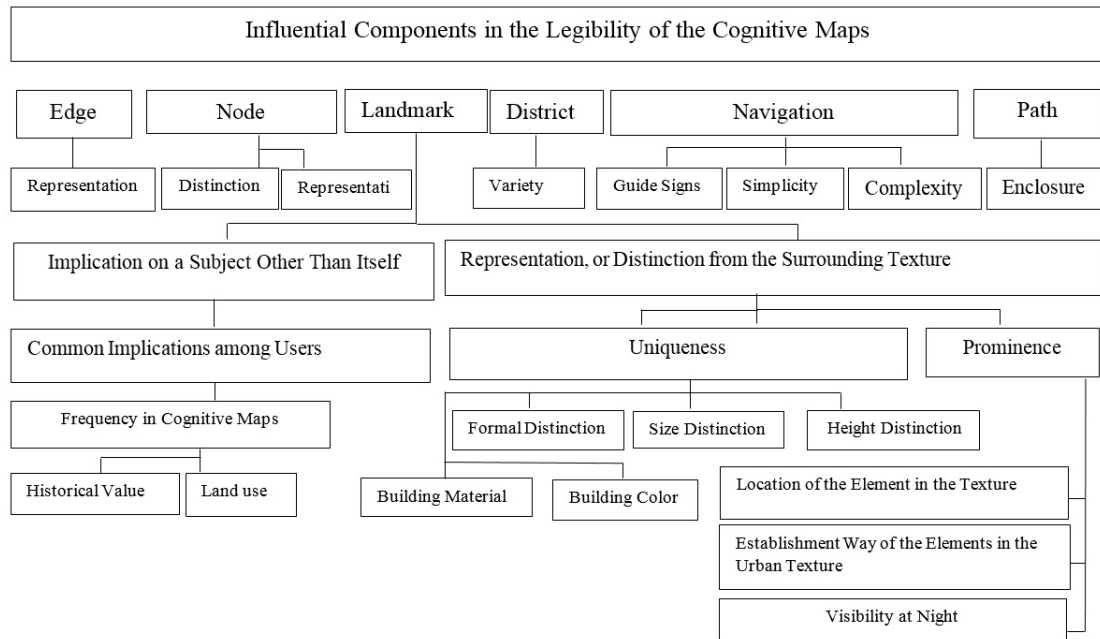 Influential Components in the Legibility of the Cognitive Maps
Edge
Node
Landmark
District
Navigation
Path
Representation
Distinction
Representati
Variety
Guide Signs
Simplicity
Complexity
Enclosure
Implication on a Subject Other Than Itself
Representation, or Distinction from the Surrounding Texture
Common Implications among Users
Uniqueness
Prominence
Frequency in Cognitive Maps
Formal Distinction
Size Distinction
Height Distinction
Historical Value
Land use
Building Material
Building Color
Location of the Element in the Texture
Establishment Way of the Elements in the
Urban Texture
Visibility at Night